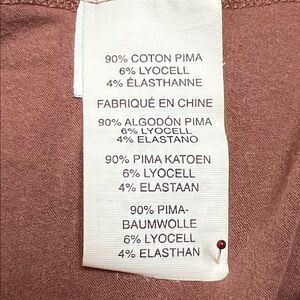 90% COTON PIMA
6% LYOCELL
4% ÉLASTHANNE
FABRIQUÉ EN CHINE
90% ALGODÓN PIMA
6% LYOCELL
4% ELASTANO
90% PIMA KATOEN
6% LYOCELL
4% ELASTAAN
90% PIMA-
BAUMWOLLE
6% LYOCELL
4% ELASTHAN